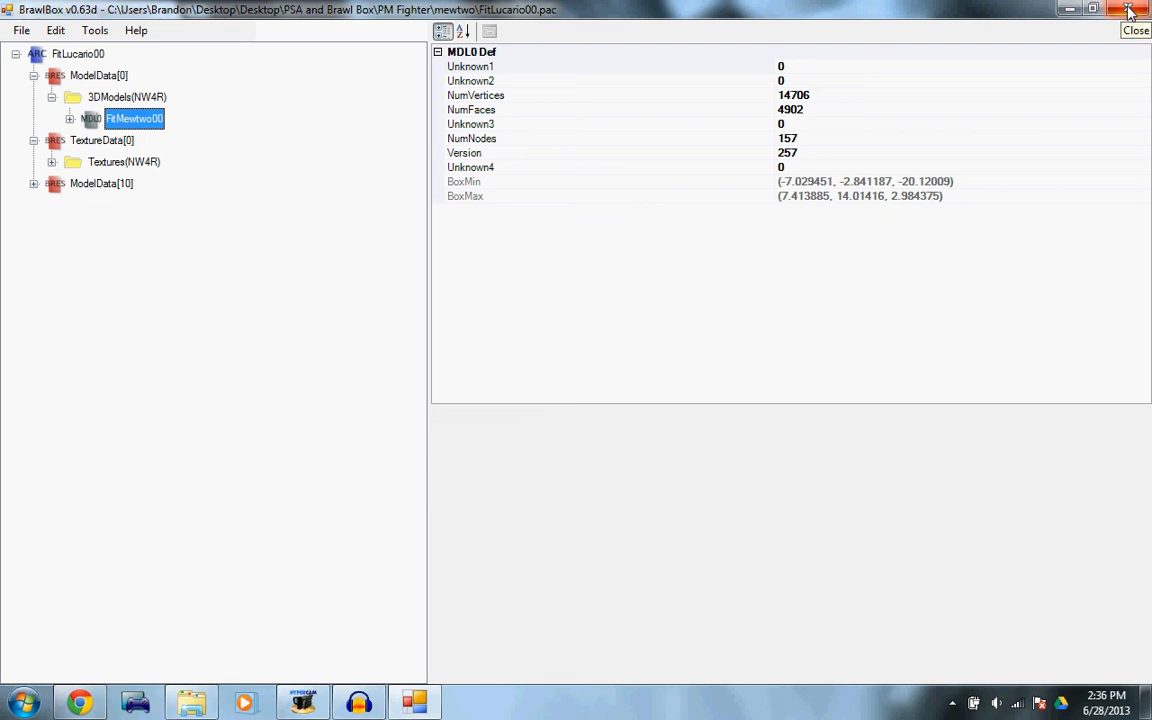 BrawlBox v0.63d - C:\Users\Brandon\Desktop\Desktop\PSA and Brawl Box\PM Fighter\mewtwo\FitLucario00.pac
Close
File Edit Tools Help
ARC FitLucario00
BRES ModelData[0]
3DModels(NW4R)
MDL0 FitMewtwo00
BRES TextureData[0]
Textures(NW4R)
BRES ModelData[10]
MDL0 Def
Unknown1 0
Unknown2 0
NumVertices 14706
NumFaces 4902
Unknown3 0
NumNodes 157
Version 257
Unknown4 0
BoxMin (-7.029451, -2.841187, -20.12009)
BoxMax (7.413885, 14.01416, 2.984375)
HYPERCAM
2:36 PM
6/28/2013